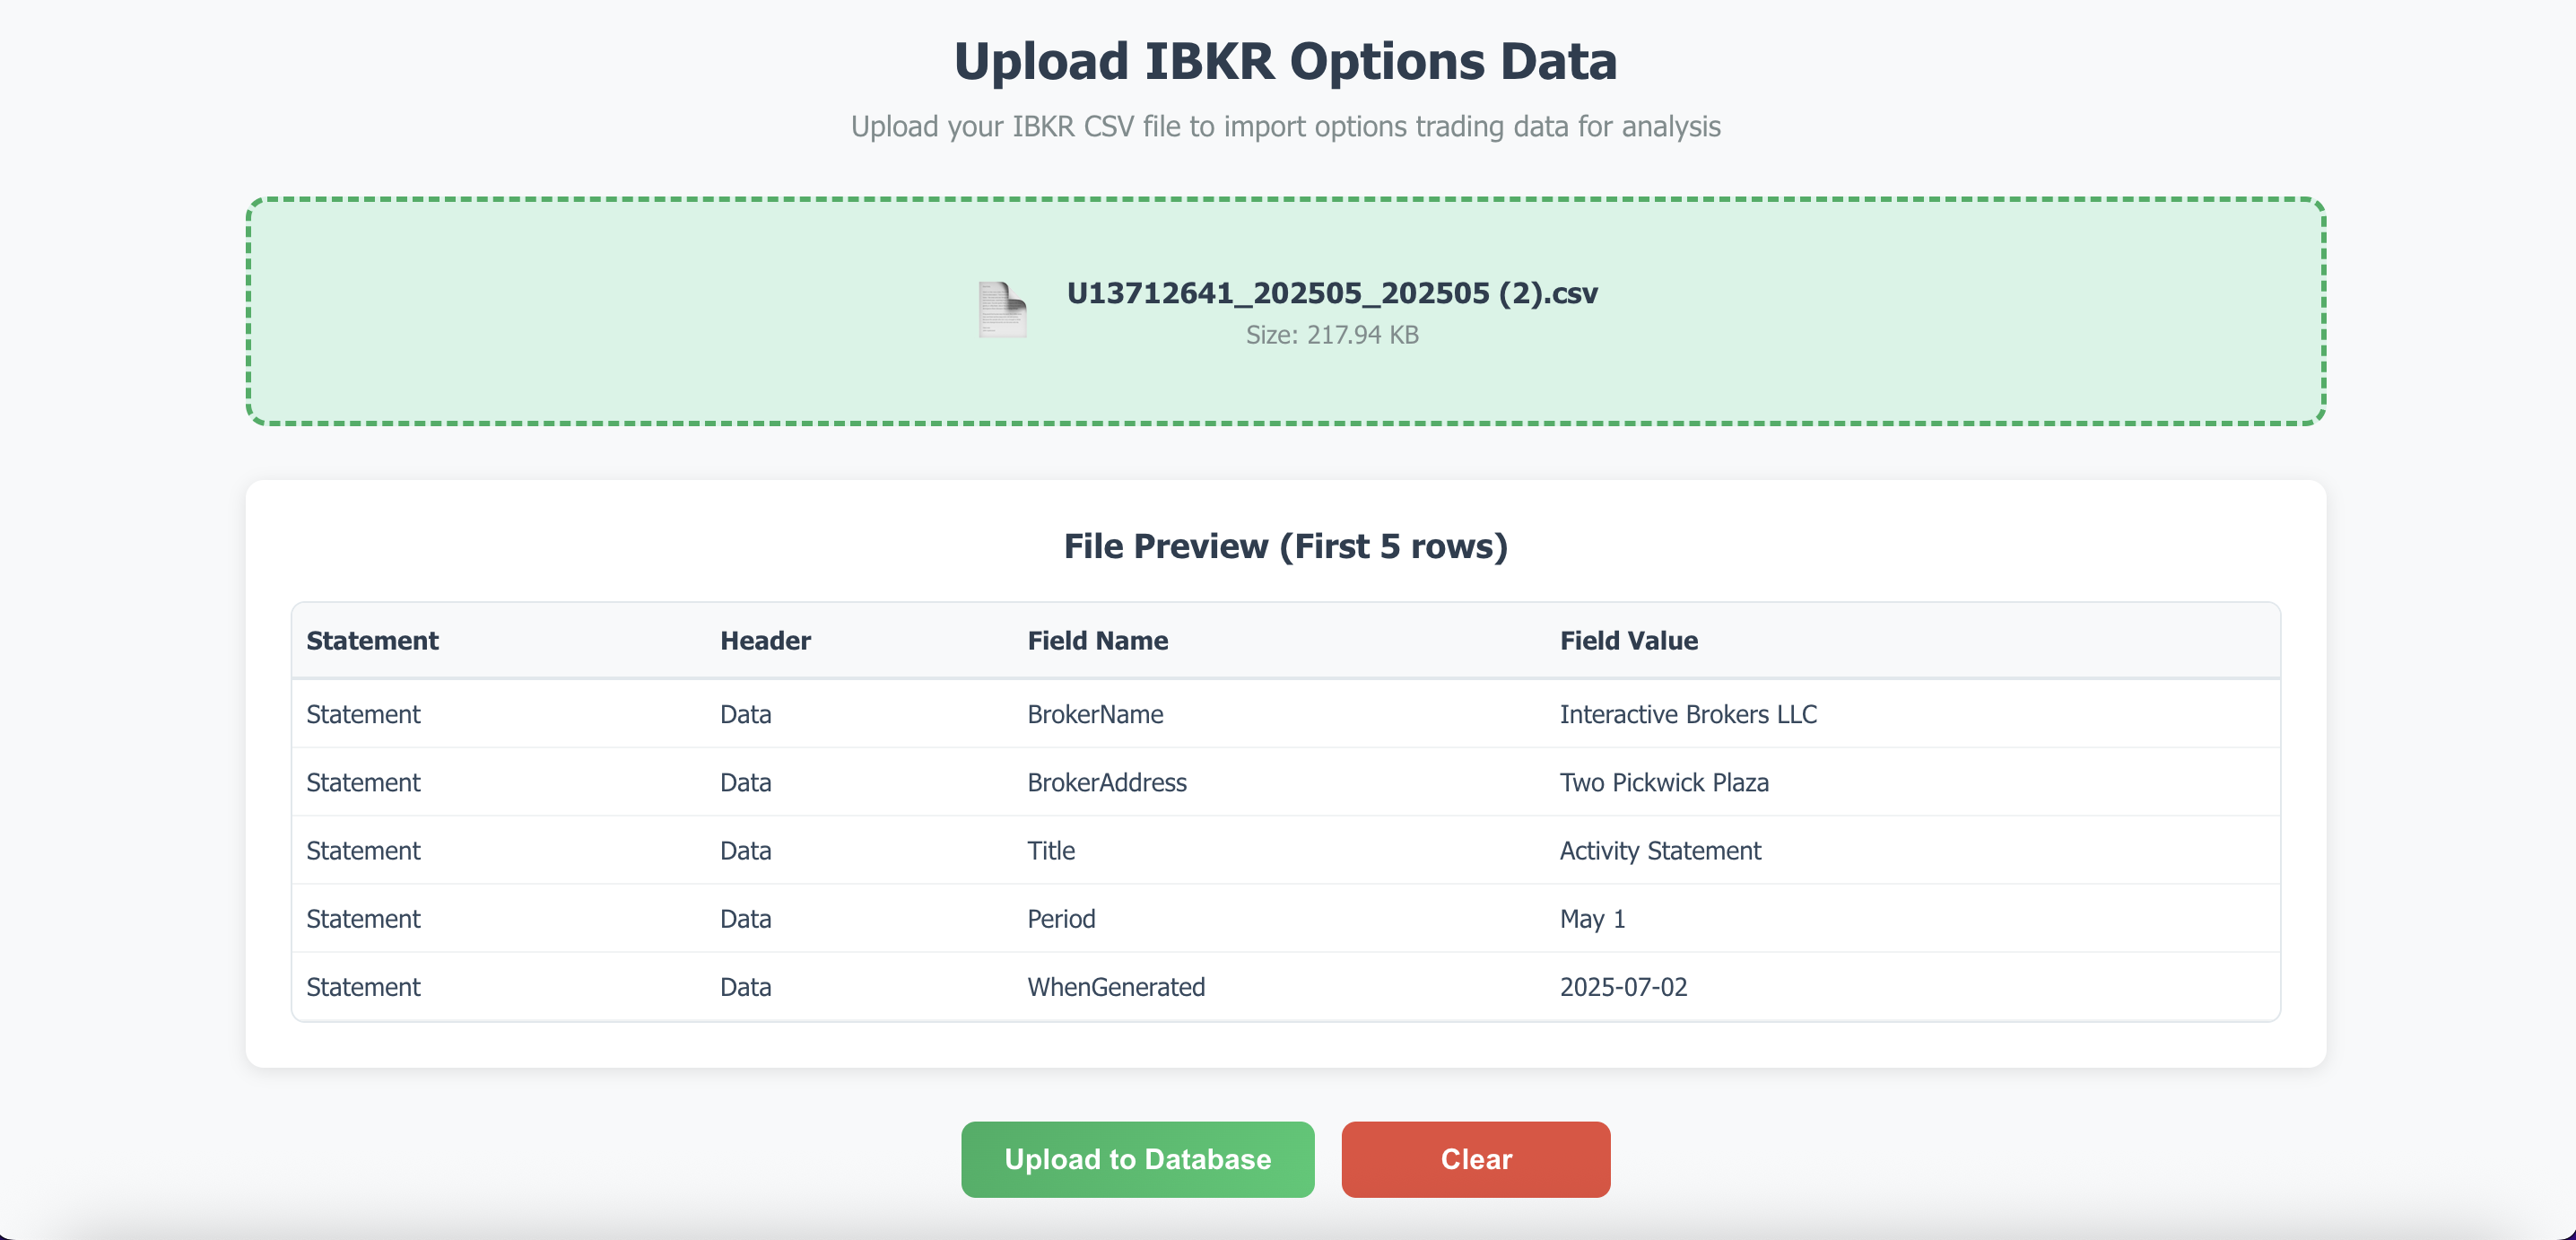 Upload IBKR Options Data
Upload your IBKR CSV file to import options trading data for analysis
U13712641_202505_202505 (2).csv
Size: 217.94 KB
File Preview (First 5 rows)
Statement Header Field Name Field Value
Statement Data BrokerName Interactive Brokers LLC
Statement Data BrokerAddress Two Pickwick Plaza
Statement Data Title Activity Statement
Statement Data Period May 1
Statement Data WhenGenerated 2025-07-02
Upload to Database Clear